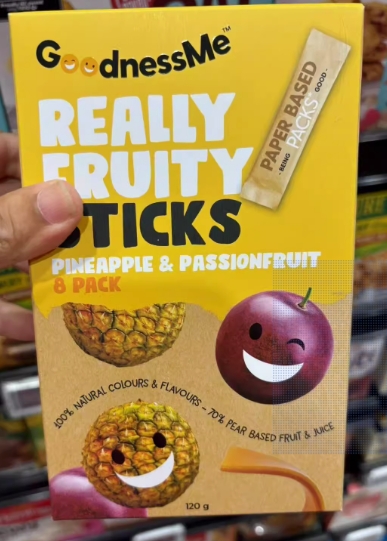 GoodnessMe™
PAPER BASED
PACKS
- BEING GOOD -
REALLY
FRUITY
STICKS
PINEAPPLE & PASSIONFRUIT
8 PACK
100% NATURAL COLOURS & FLAVOURS - 70% PEAR BASED FRUIT & JUICE
120 g